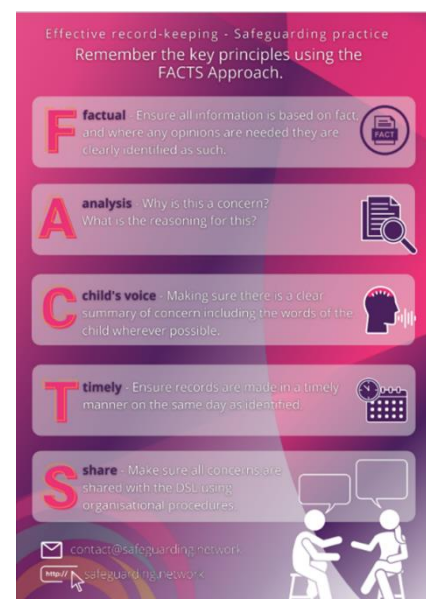 Effective record-keeping - Safeguarding practice
Remember the key principles using the
FACTS Approach.
F
factual - Ensure all information is based on fact,
and where any opinions are needed they are
clearly identified as such.
FACT
A
analysis - Why is this a concern?
What is the reasoning for this?
C
child's voice - Making sure there is a clear
summary of concern including the words of the
child wherever possible.
T
timely - Ensure records are made in a timely
manner on the same day as identified.
S
share - Make sure all concerns are
shared with the DSL using
organisational procedures.
contact@safeguarding.network
http:// safeguarding.network